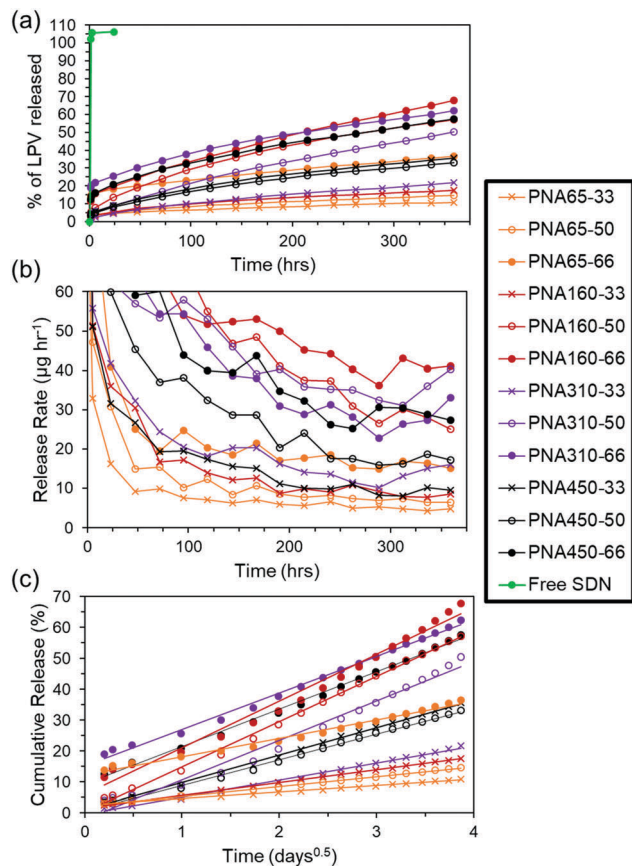 (a)
110
100
90
80
70
60
50
40
30
20
10
0
% of LPV released
0
100
200
300
Time (hrs)
(b)
60
50
40
30
20
10
0
Release Rate (µg hr⁻¹)
0
100
200
300
Time (hrs)
(c)
70
60
50
40
30
20
10
0
Cumulative Release (%)
0
1
2
3
4
Time (days⁰·⁵)
PNA65-33
PNA65-50
PNA65-66
PNA160-33
PNA160-50
PNA160-66
PNA310-33
PNA310-50
PNA310-66
PNA450-33
PNA450-50
PNA450-66
Free SDN